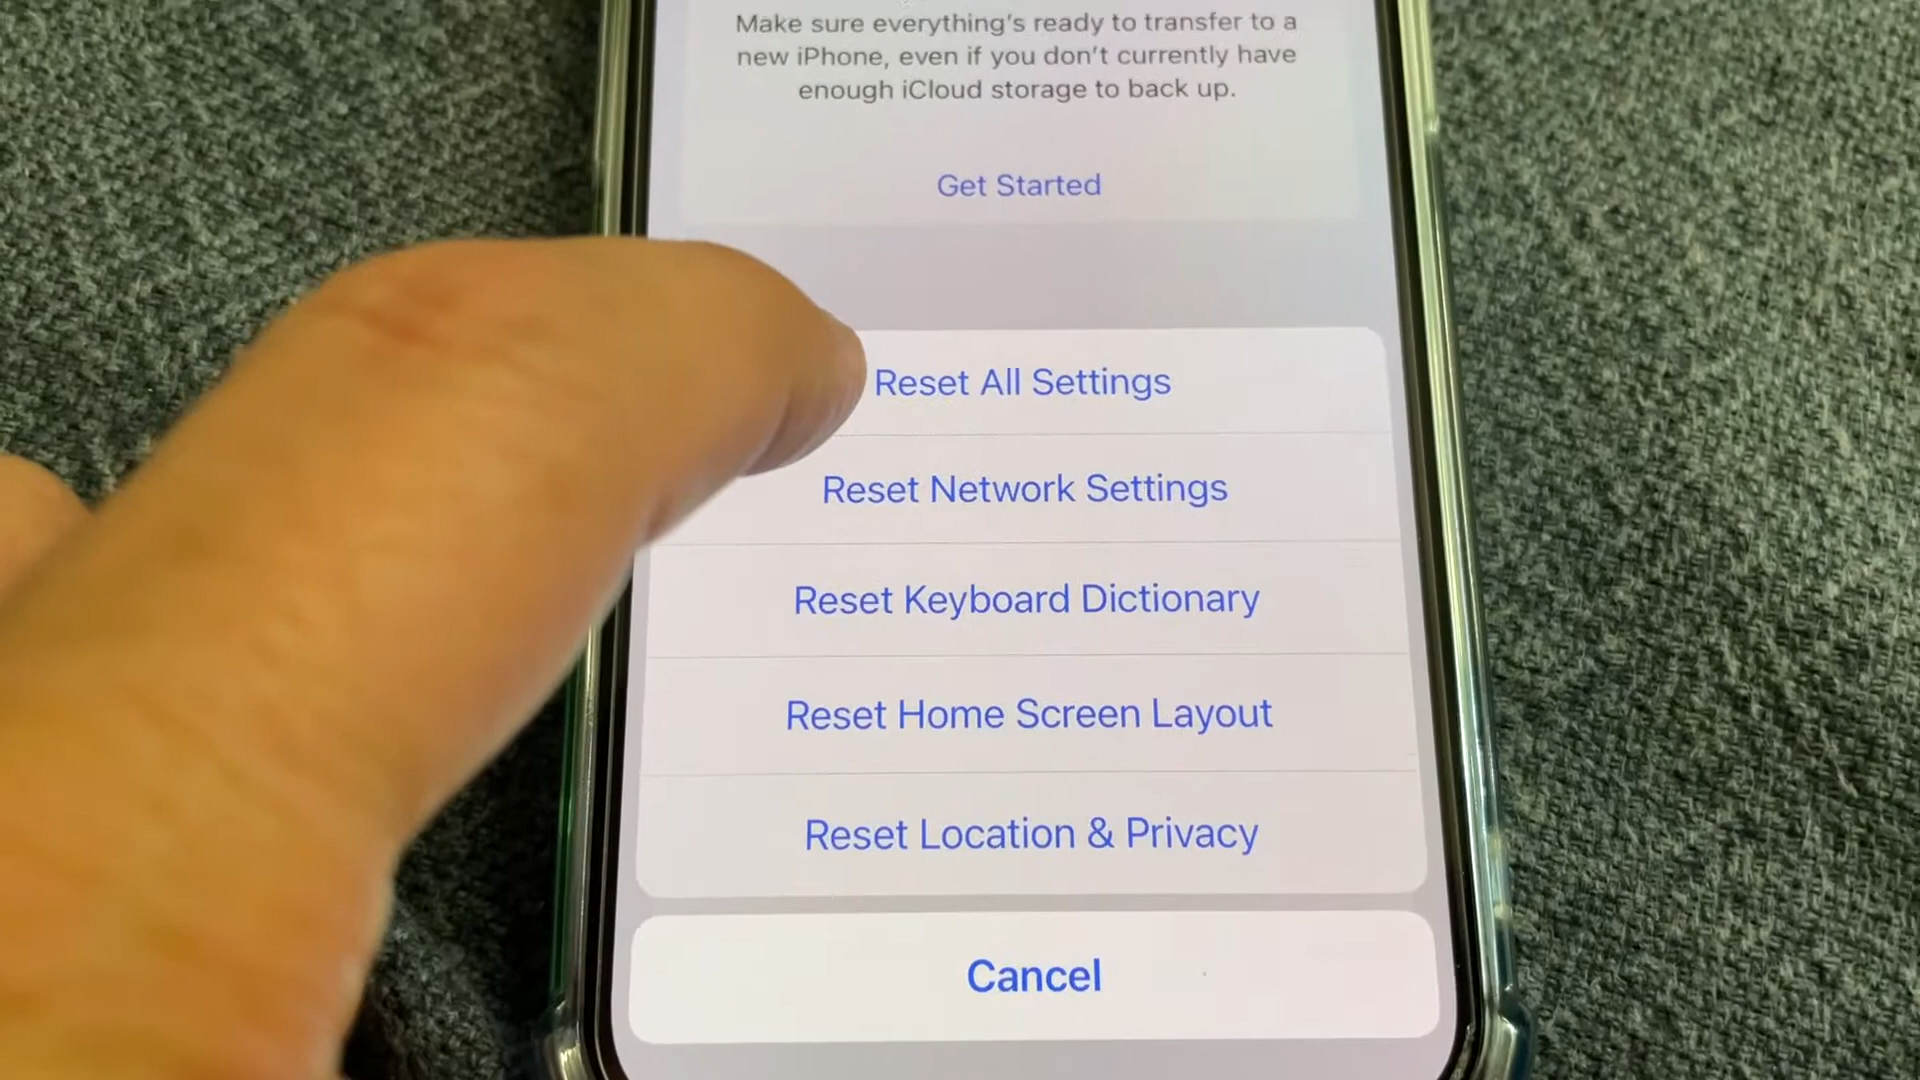 Make sure everything's ready to transfer to a
new iPhone, even if you don't currently have
enough iCloud storage to back up.
Get Started
Reset All Settings
Reset Network Settings
Reset Keyboard Dictionary
Reset Home Screen Layout
Reset Location & Privacy
Cancel